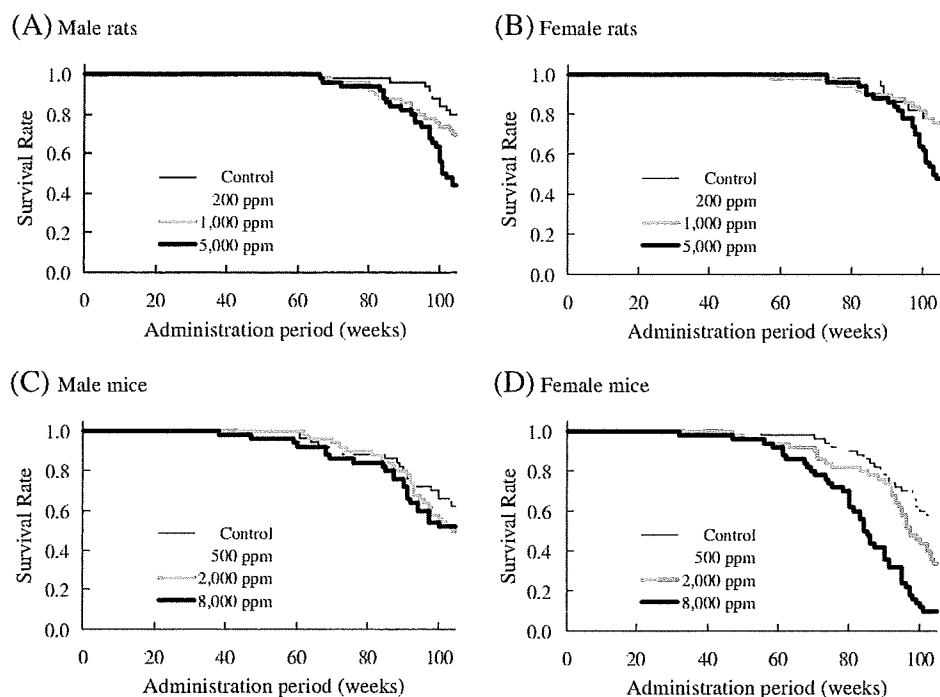 (A) Male rats
1.0
0.8
0.6
0.4
0.2
0.0
Survival Rate
Control
200 ppm
1,000 ppm
5,000 ppm
0 20 40 60 80 100
Administration period (weeks)
(B) Female rats
1.0
0.8
0.6
0.4
0.2
0.0
Survival Rate
Control
200 ppm
1,000 ppm
5,000 ppm
0 20 40 60 80 100
Administration period (weeks)
(C) Male mice
1.0
0.8
0.6
0.4
0.2
0.0
Survival Rate
Control
500 ppm
2,000 ppm
8,000 ppm
0 20 40 60 80 100
Administration period (weeks)
(D) Female mice
1.0
0.8
0.6
0.4
0.2
0.0
Survival Rate
Control
500 ppm
2,000 ppm
8,000 ppm
0 20 40 60 80 100
Administration period (weeks)